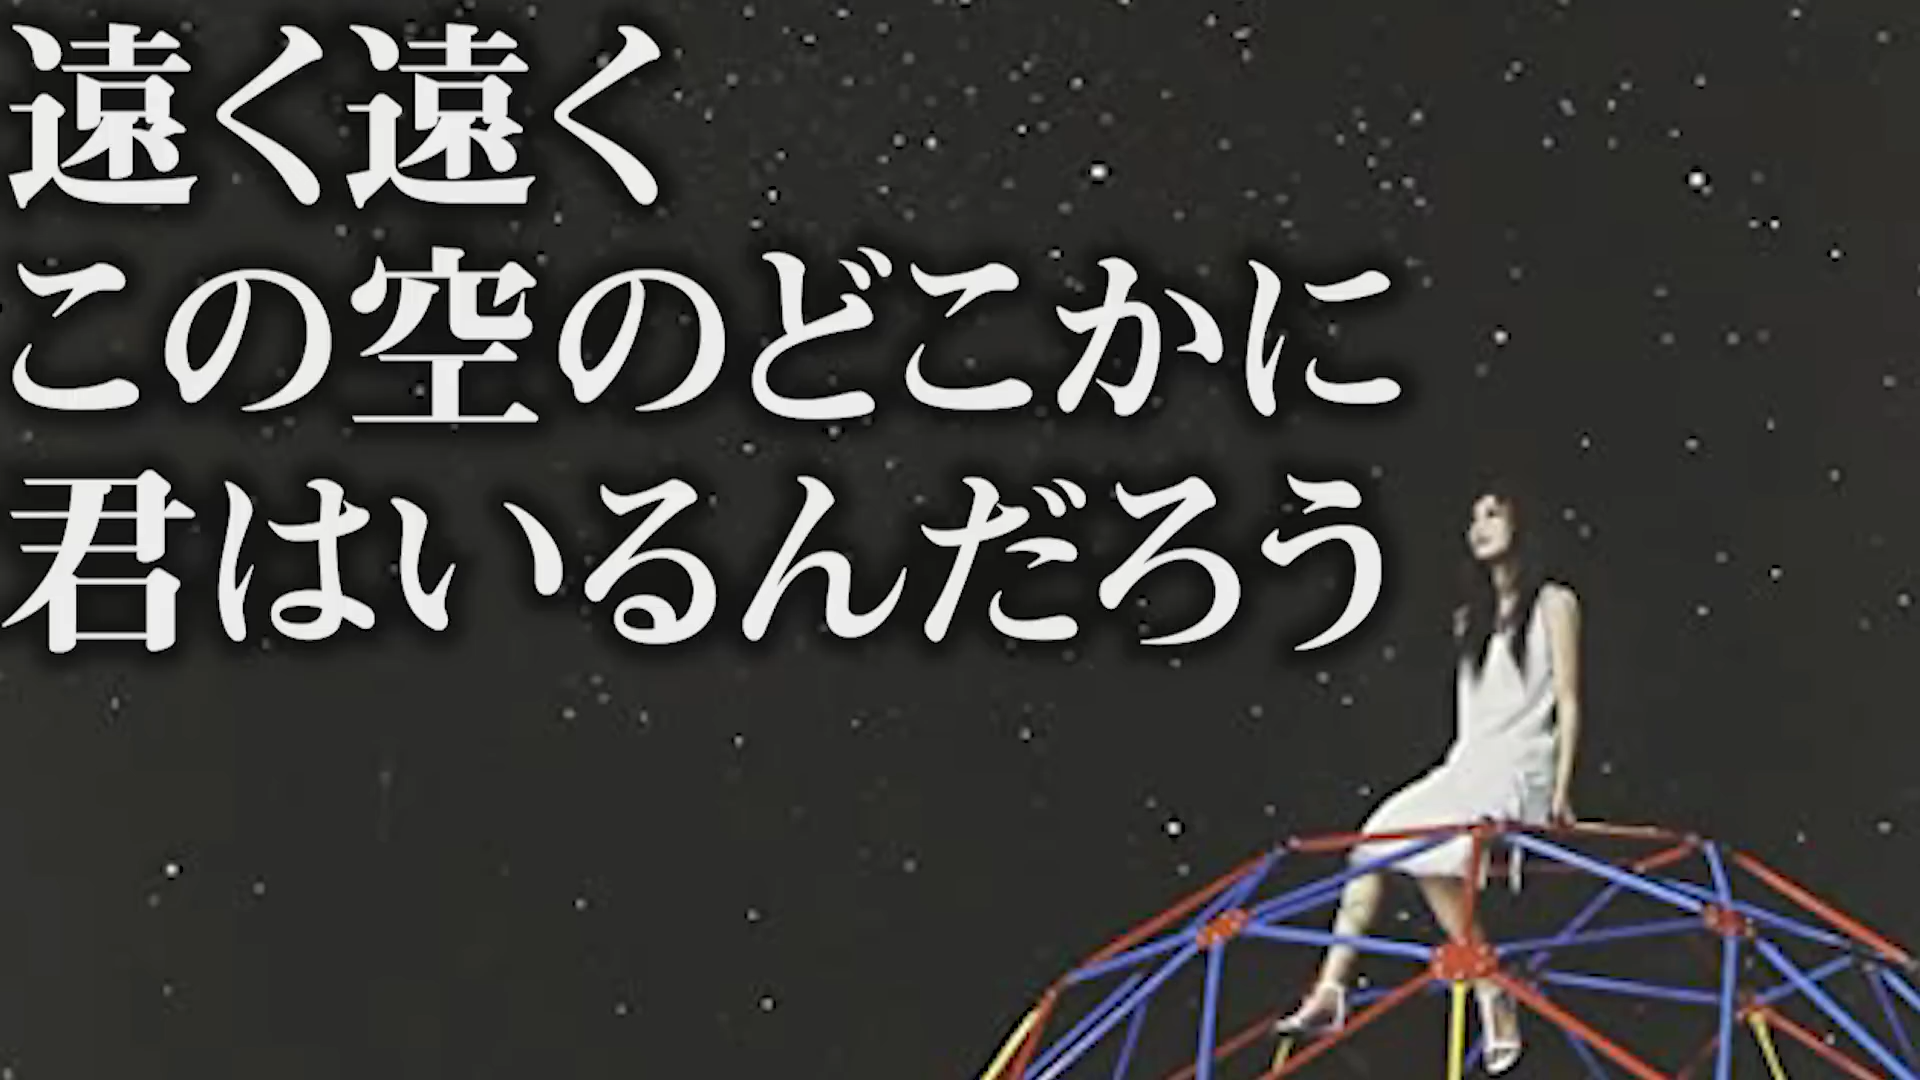 遠く遠く
この空のどこかに
君はいるんだろう